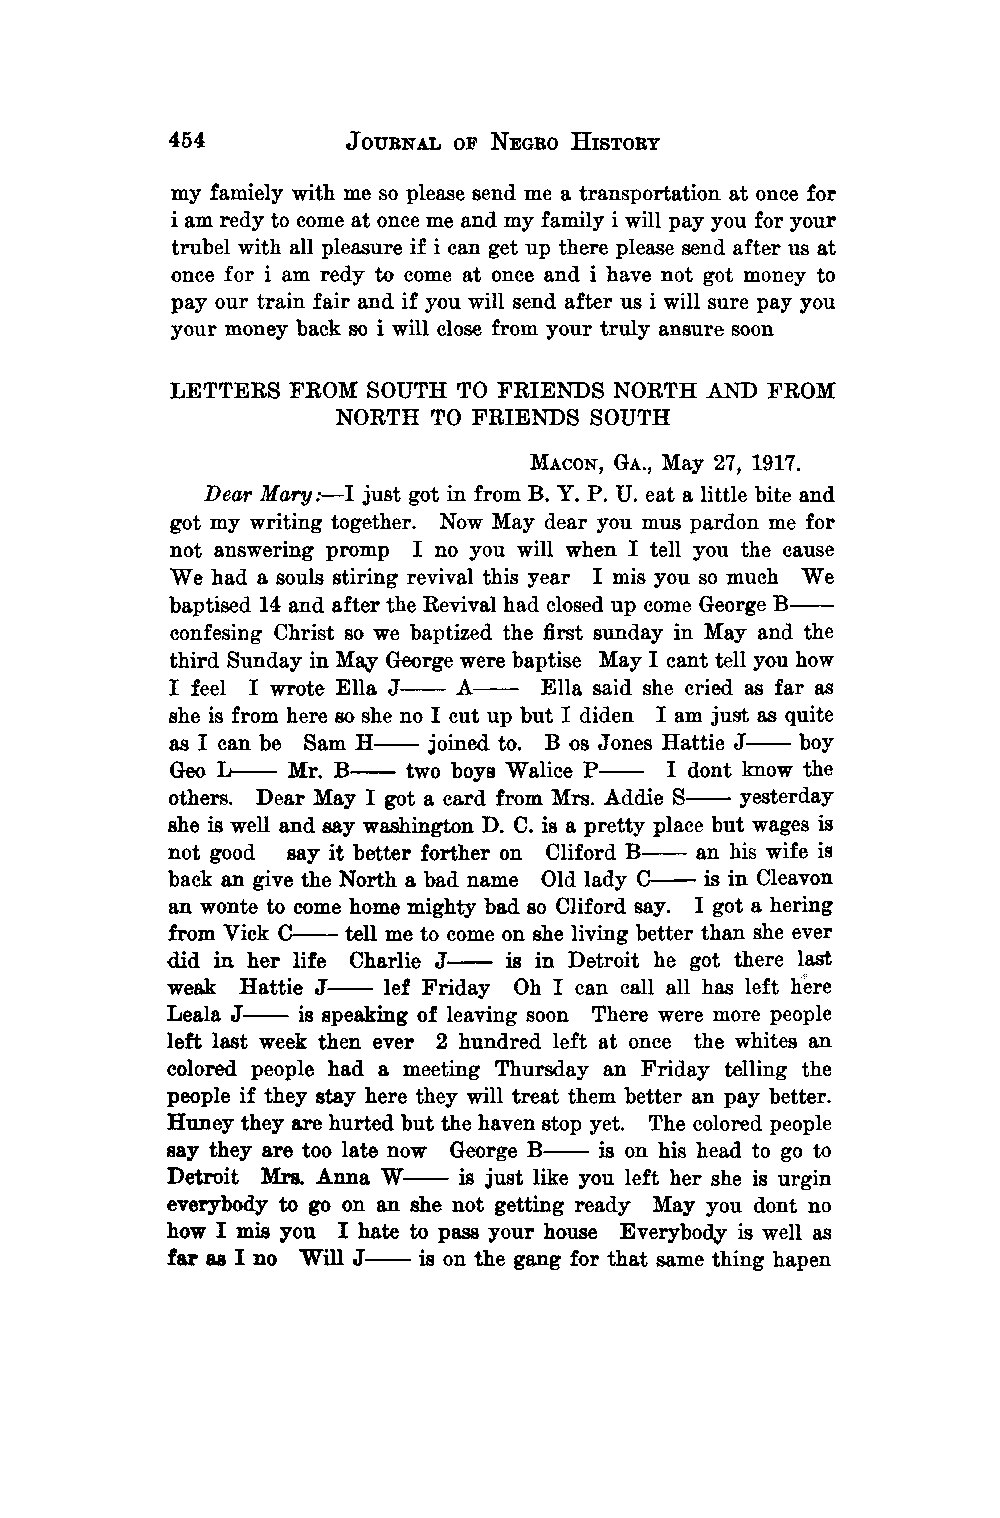 454 JOURNAL OF NEGRO HISTORY
my famiely with me so please send me a transportation at once for
i am redy to come at once me and my family i will pay you for your
trubel with all pleasure if i can get up there please send after us at
once for i am redy to come at once and i have not got money to
pay our train fair and if you will send after us i will sure pay you
your money back so i will close from your truly ansure soon
LETTERS FROM SOUTH TO FRIENDS NORTH AND FROM
NORTH TO FRIENDS SOUTH
MACON, GA., May 27, 1917.
Dear Mary:—I just got in from B. Y. P. U. eat a little bite and
got my writing together. Now May dear you mus pardon me for
not answering promp I no you will when I tell you the cause
We had a souls stiring revival this year I mis you so much We
baptised 14 and after the Revival had closed up come George B——
confesing Christ so we baptized the first sunday in May and the
third Sunday in May George were baptise May I cant tell you how
I feel I wrote Ella J—— A—— Ella said she cried as far as
she is from here so she no I cut up but I diden I am just as quite
as I can be Sam H—— joined to. B os Jones Hattie J—— boy
Geo L—— Mr. B—— two boys Walice P—— I dont know the
others. Dear May I got a card from Mrs. Addie S—— yesterday
she is well and say washington D. C. is a pretty place but wages is
not good say it better forther on Cliford B—— an his wife is
back an give the North a bad name Old lady C—— is in Cleavon
an wonte to come home mighty bad so Cliford say. I got a hering
from Vick C—— tell me to come on she living better than she ever
did in her life Charlie J—— is in Detroit he got there last
weak Hattie J—— lef Friday Oh I can call all has left here
Leala J—— is speaking of leaving soon There were more people
left last week then ever 2 hundred left at once the whites an
colored people had a meeting Thursday an Friday telling the
people if they stay here they will treat them better an pay better.
Huney they are hurted but the haven stop yet. The colored people
say they are too late now George B—— is on his head to go to
Detroit Mrs. Anna W—— is just like you left her she is urgin
everybody to go on an she not getting ready May you dont no
how I mis you I hate to pass your house Everybody is well as
far as I no Will J—— is on the gang for that same thing hapen